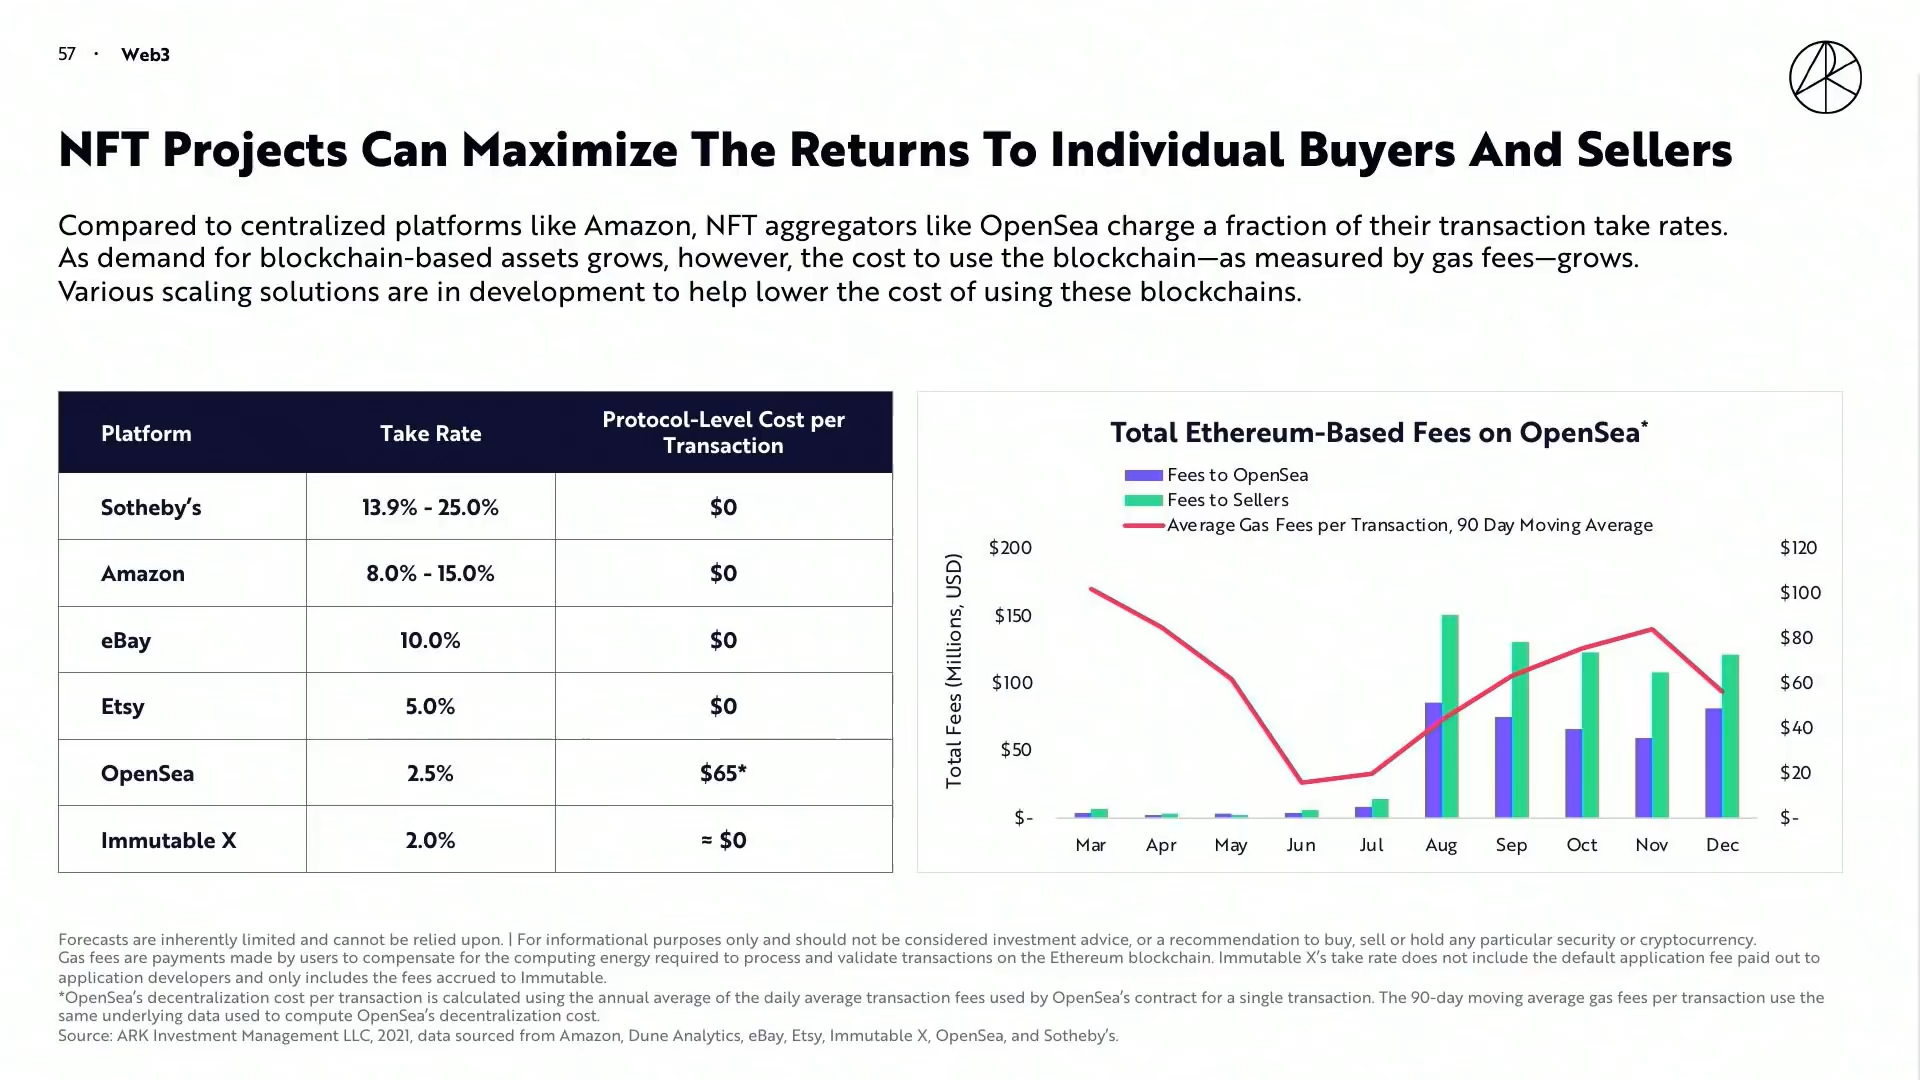 57 · Web3
NFT Projects Can Maximize The Returns To Individual Buyers And Sellers
Compared to centralized platforms like Amazon, NFT aggregators like OpenSea charge a fraction of their transaction take rates.
As demand for blockchain-based assets grows, however, the cost to use the blockchain—as measured by gas fees—grows.
Various scaling solutions are in development to help lower the cost of using these blockchains.
Platform Take Rate Protocol-Level Cost per
Transaction
Sotheby’s 13.9% - 25.0% $0
Amazon 8.0% - 15.0% $0
eBay 10.0% $0
Etsy 5.0% $0
OpenSea 2.5% $65*
Immutable X 2.0% ≈ $0
Total Ethereum-Based Fees on OpenSea*
Fees to OpenSea
Fees to Sellers
Average Gas Fees per Transaction, 90 Day Moving Average
Total Fees (Millions, USD)
$200
$150
$100
$50
$-
$120
$100
$80
$60
$40
$20
$-
Mar Apr May Jun Jul Aug Sep Oct Nov Dec
Forecasts are inherently limited and cannot be relied upon. | For informational purposes only and should not be considered investment advice, or a recommendation to buy, sell or hold any particular security or cryptocurrency.
Gas fees are payments made by users to compensate for the computing energy required to process and validate transactions on the Ethereum blockchain. Immutable X’s take rate does not include the default application fee paid out to
application developers and only includes the fees accrued to Immutable.
*OpenSea’s decentralization cost per transaction is calculated using the annual average of the daily average transaction fees used by OpenSea’s contract for a single transaction. The 90-day moving average gas fees per transaction use the
same underlying data used to compute OpenSea’s decentralization cost.
Source: ARK Investment Management LLC, 2021, data sourced from Amazon, Dune Analytics, eBay, Etsy, Immutable X, OpenSea, and Sotheby’s.